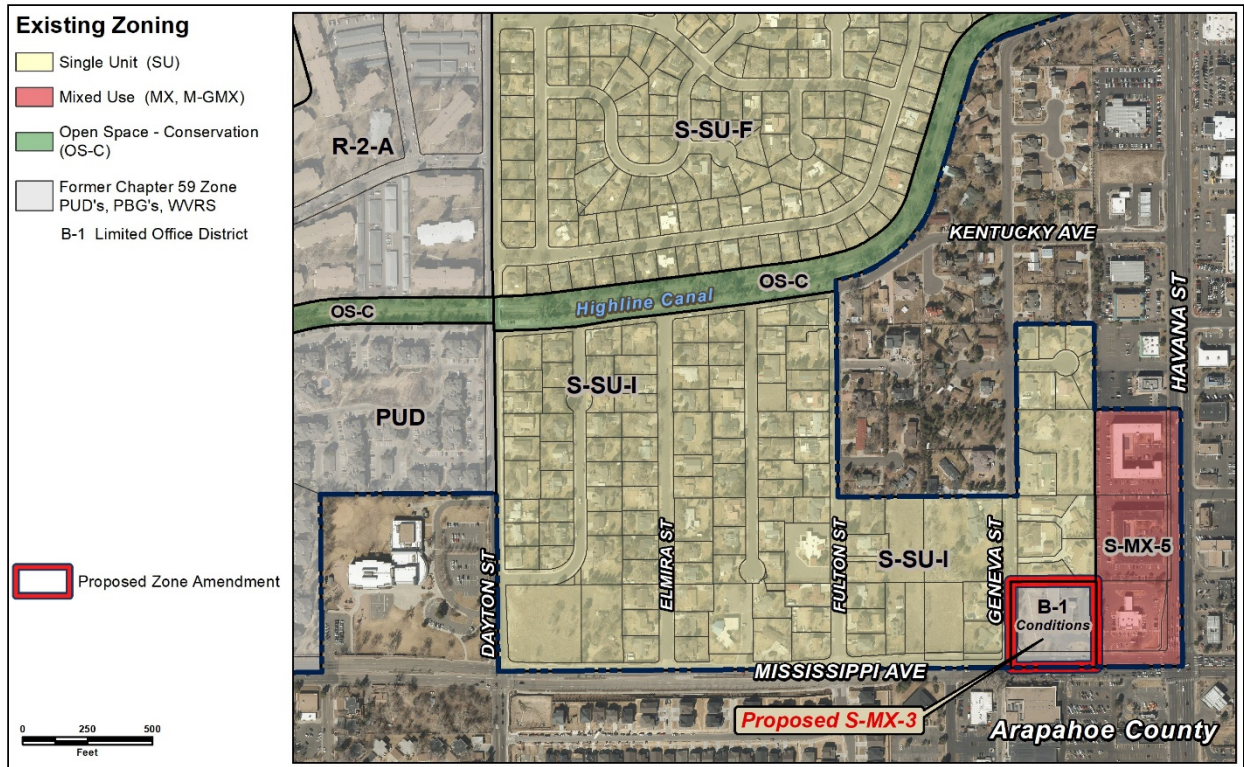 Existing Zoning
Single Unit (SU)
Mixed Use (MX, M-GMX)
Open Space - Conservation
(OS-C)
Former Chapter 59 Zone
PUD's, PBG's, WVRS
B-1 Limited Office District
Proposed Zone Amendment
0 250 500
Feet
R-2-A
S-SU-F
KENTUCKY AVE
HAVANA ST
OS-C
Highline Canal
OS-C
S-SU-I
PUD
DAYTON ST
ELMIRA ST
FULTON ST
S-SU-I
GENEVA ST
S-MX-5
B-1
Conditions
MISSISSIPPI AVE
Proposed S-MX-3
Arapahoe County